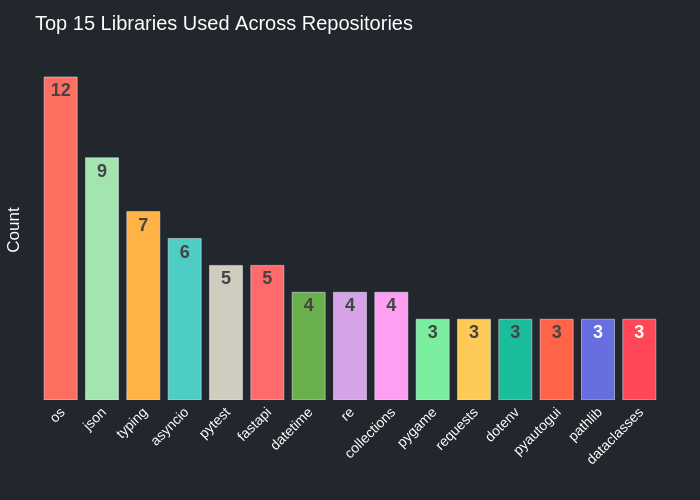 Top 15 Libraries Used Across Repositories
Count
12
9
7
6
5
5
4
4
4
3
3
3
3
3
3
os
json
typing
asyncio
pytest
fastapi
datetime
re
collections
pygame
requests
dotenv
pyautogui
pathlib
dataclasses